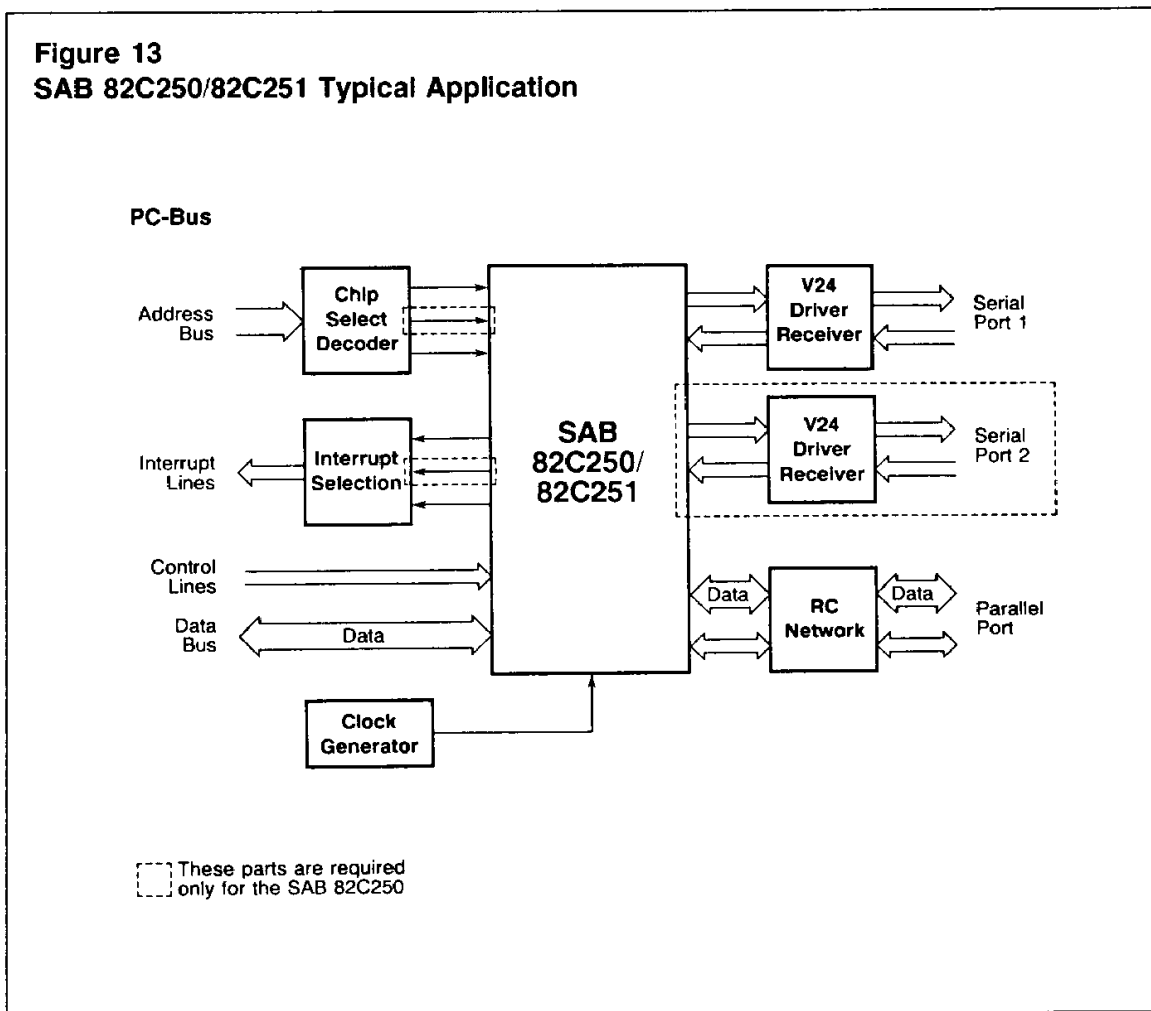 Figure 13
SAB 82C250/82C251 Typical Application
PC-Bus
Address
Bus
Chip
Select
Decoder
Interrupt
Lines
Interrupt
Selection
Control
Lines
Data
Bus
Data
Clock
Generator
SAB
82C250/
82C251
V24
Driver
Receiver
Serial
Port 1
V24
Driver
Receiver
Serial
Port 2
Data
RC
Network
Data
Parallel
Port
These parts are required
only for the SAB 82C250